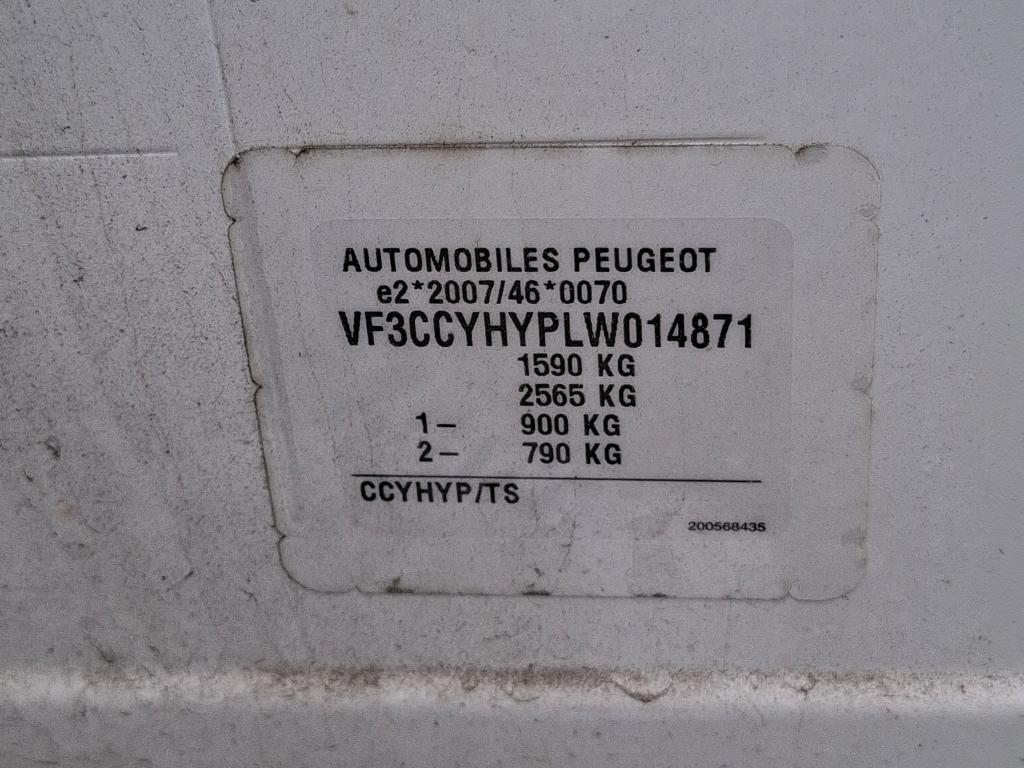 AUTOMOBILES PEUGEOT
e2*2007/46*0070
VF3CCYHYPLW014871
1590 KG
2565 KG
1- 900 KG
2- 790 KG
CCYHYP/TS
200568435